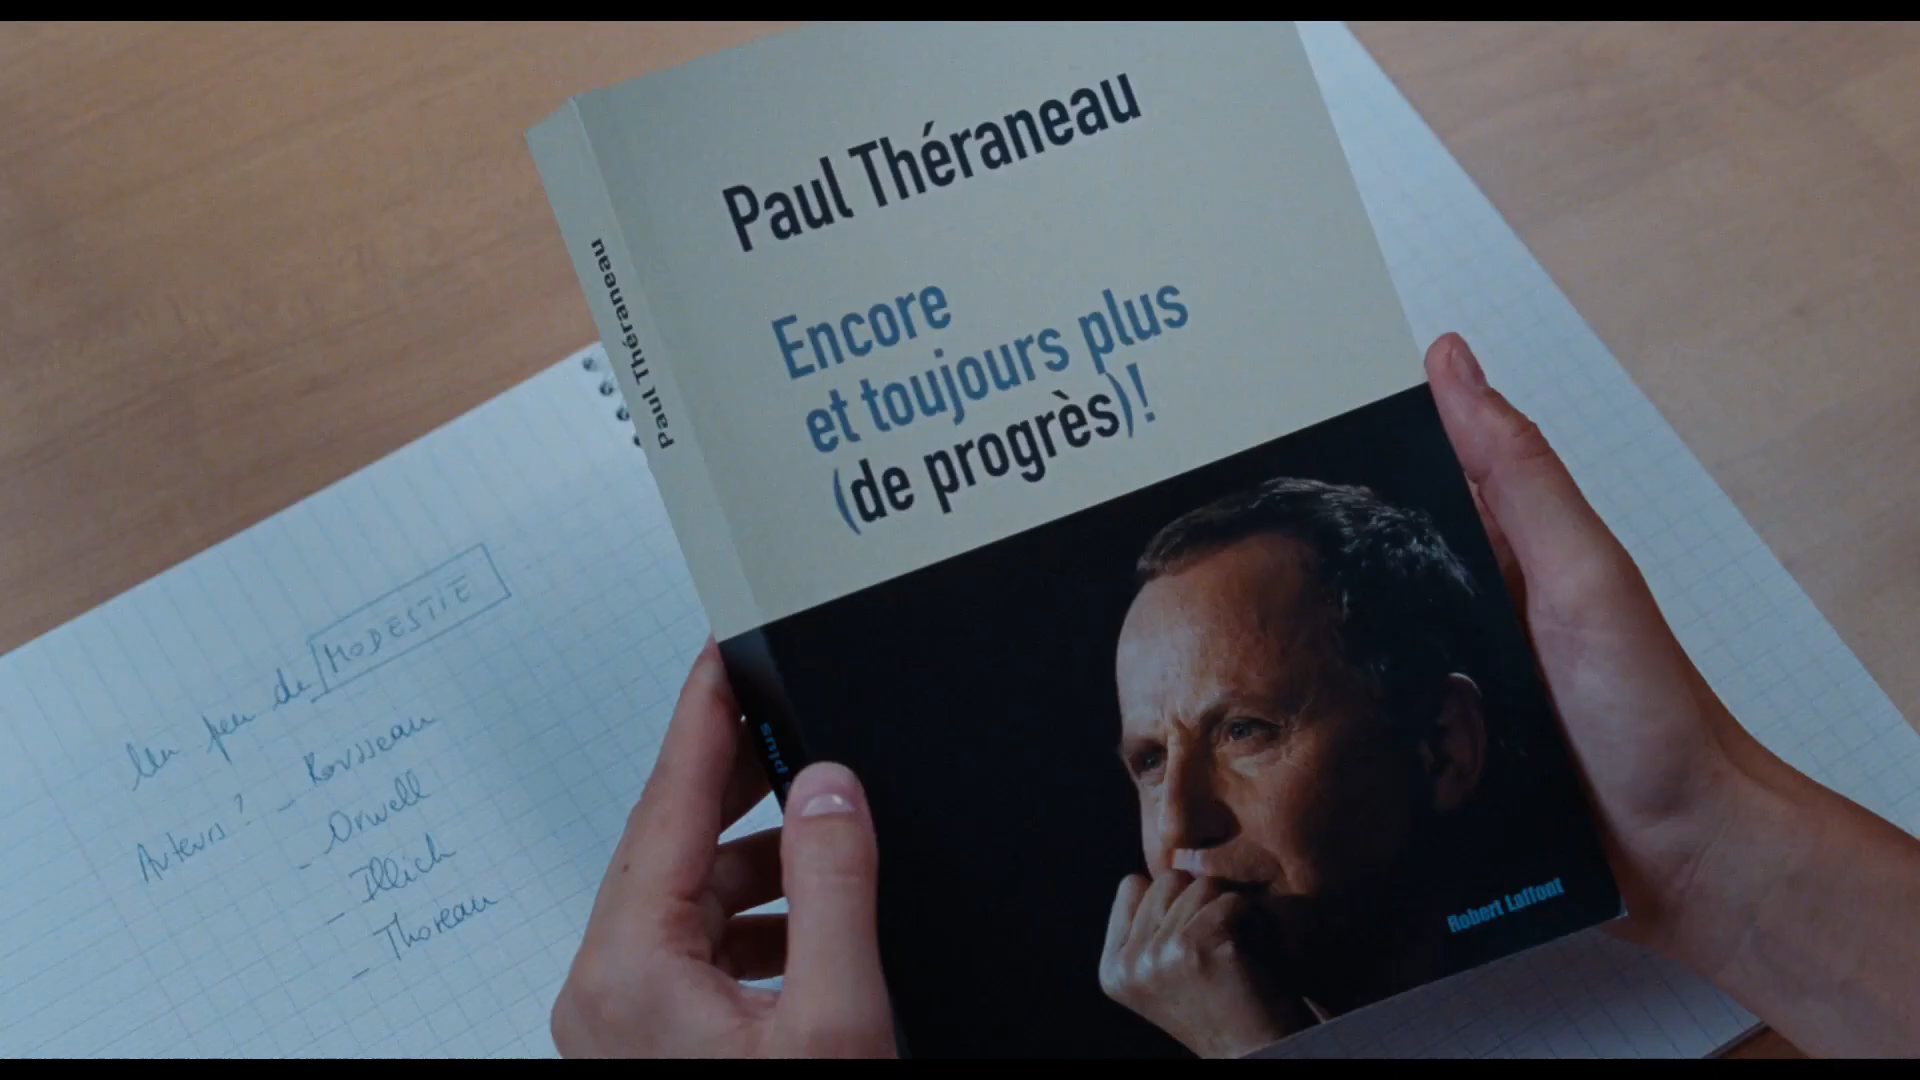 Paul Théraneau
Encore
et toujours plus
(de progrès)!
Robert Laffont
Paul Théraneau
plus
Un peu de MODESTIE
Auteurs? - Rousseau
- Orwell
- Illich
- Thoreau